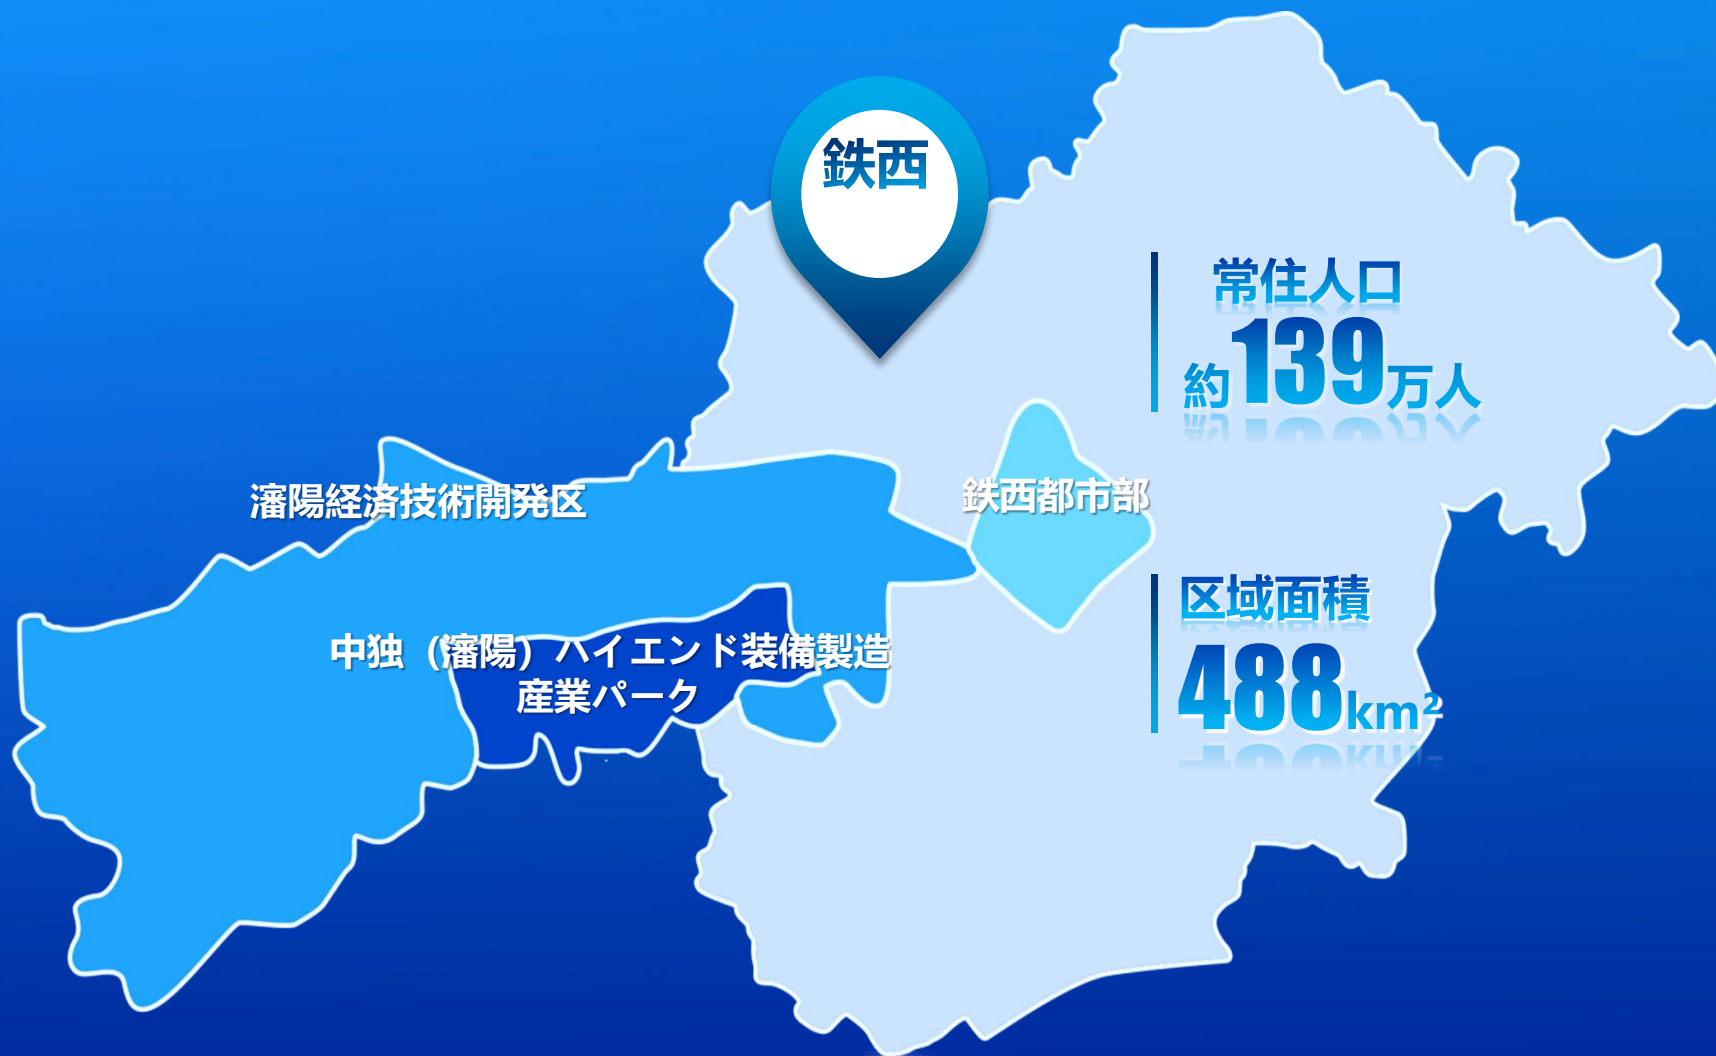 鉄西
常住人口
約139万人
瀋陽経済技術開発区
鉄西都市部
区域面積
488km²
中独（瀋陽）ハイエンド装備製造
産業パーク